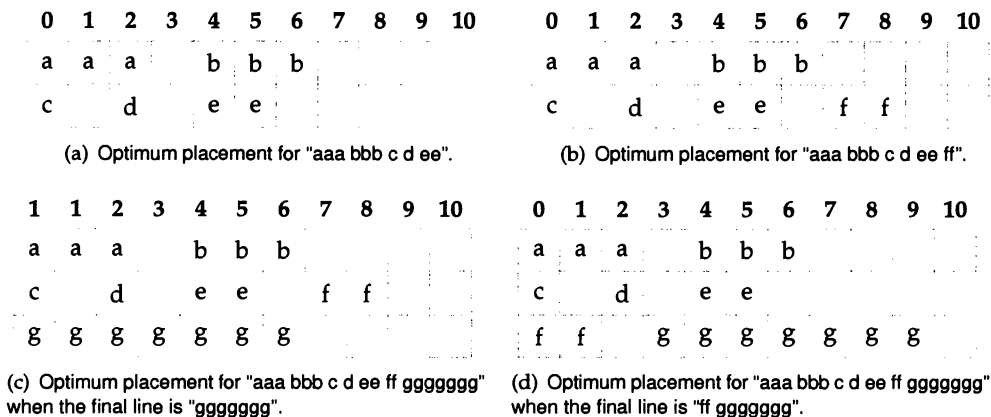 0 1 2 3 4 5 6 7 8 9 10
a a a b b b
c d e e
(a) Optimum placement for "aaa bbb c d ee".
0 1 2 3 4 5 6 7 8 9 10
a a a b b b
c d e e f f
(b) Optimum placement for "aaa bbb c d ee ff".
1 1 2 3 4 5 6 7 8 9 10
a a a b b b
c d e e f f
g g g g g g g
(c) Optimum placement for "aaa bbb c d ee ff ggggggg"
when the final line is "ggggggg".
0 1 2 3 4 5 6 7 8 9 10
a a a b b b
c d e e
f f g g g g g g g
(d) Optimum placement for "aaa bbb c d ee ff ggggggg"
when the final line is "ff ggggggg".